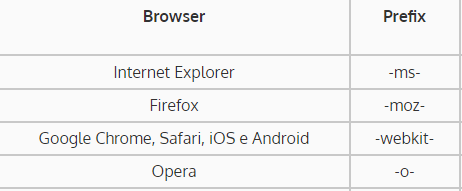 Browser Prefix
Internet Explorer -ms-
Firefox -moz-
Google Chrome, Safari, iOS e Android -webkit-
Opera -o-